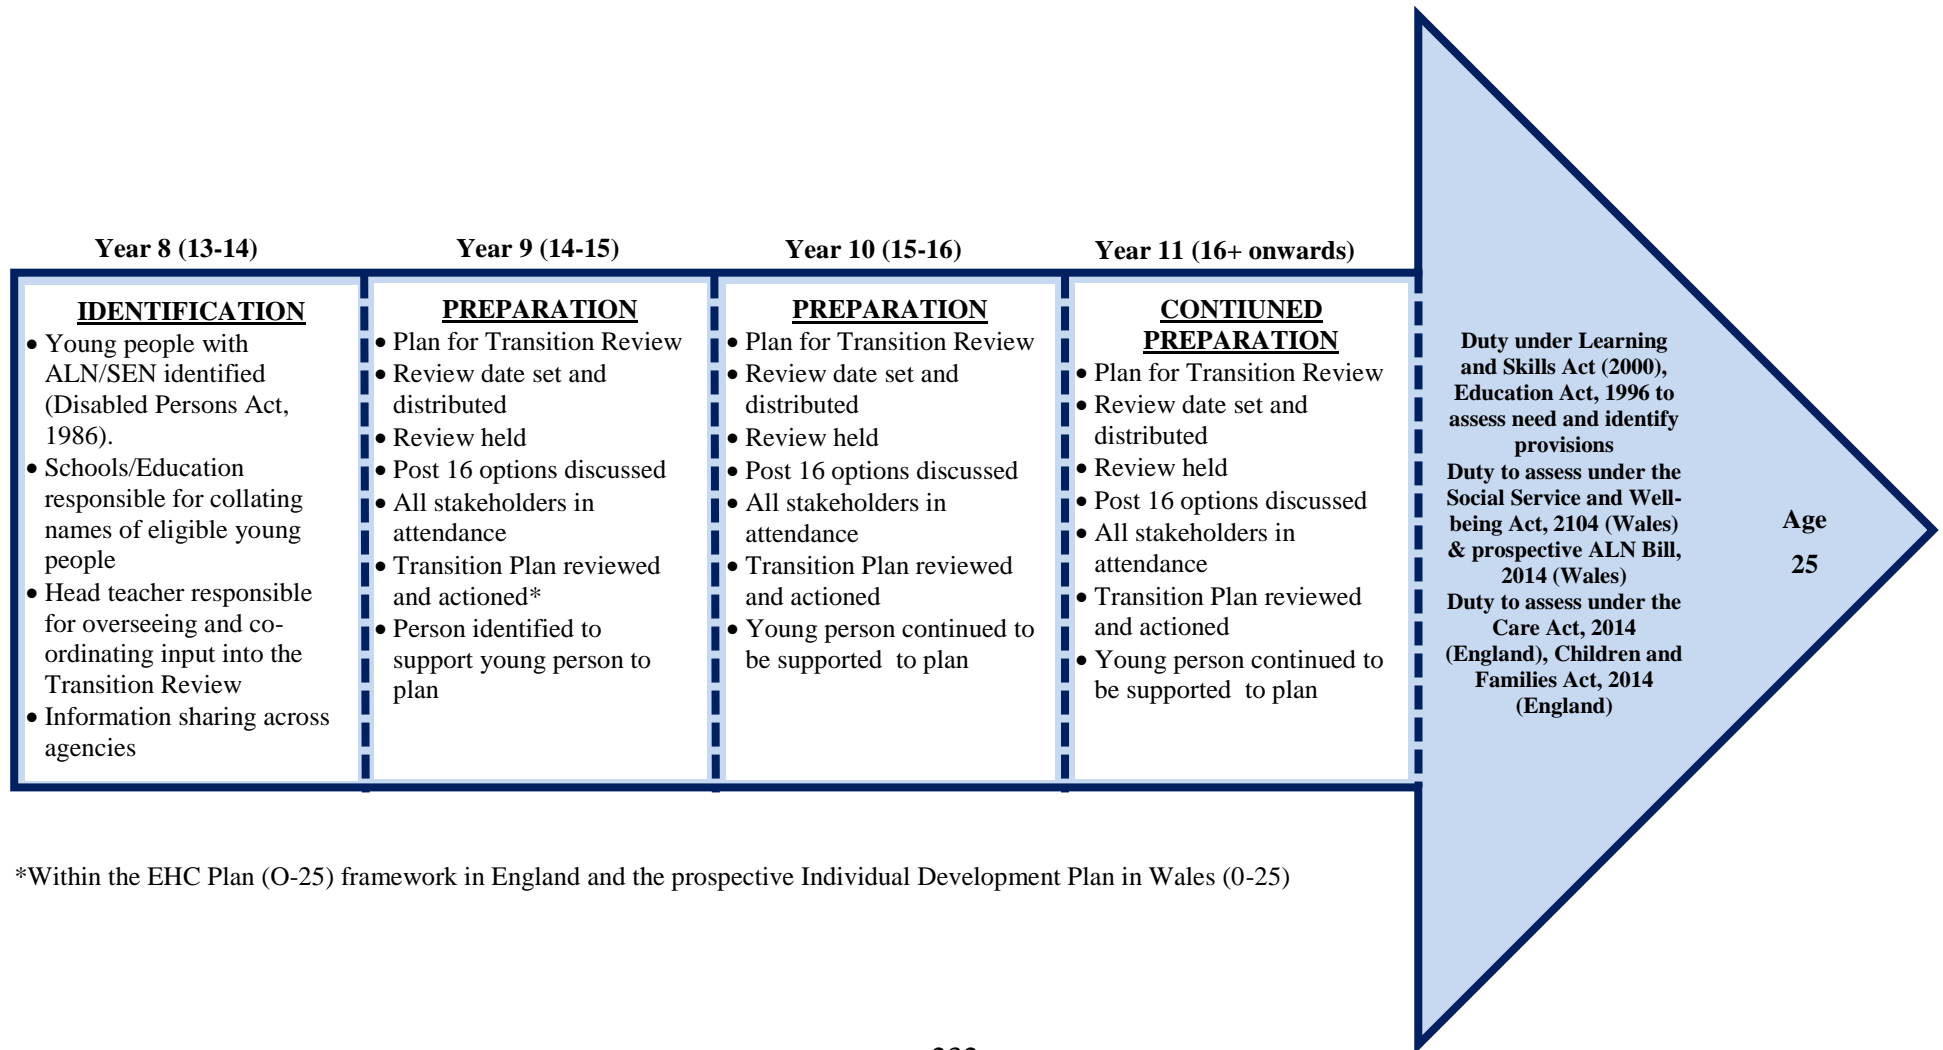 Year 8 (13-14)
Year 9 (14-15)
Year 10 (15-16)
Year 11 (16+ onwards)
IDENTIFICATION
• Young people with
ALN/SEN identified
(Disabled Persons Act,
1986).
• Schools/Education
responsible for collating
names of eligible young
people
• Head teacher responsible
for overseeing and co-
ordinating input into the
Transition Review
• Information sharing across
agencies
PREPARATION
• Plan for Transition Review
• Review date set and
distributed
• Review held
• Post 16 options discussed
• All stakeholders in
attendance
• Transition Plan reviewed
and actioned*
• Person identified to
support young person to
plan
PREPARATION
• Plan for Transition Review
• Review date set and
distributed
• Review held
• Post 16 options discussed
• All stakeholders in
attendance
• Transition Plan reviewed
and actioned
• Young person continued to
be supported to plan
CONTIUNED
PREPARATION
• Plan for Transition Review
• Review date set and
distributed
• Review held
• Post 16 options discussed
• All stakeholders in
attendance
• Transition Plan reviewed
and actioned
• Young person continued to
be supported to plan
Duty under Learning
and Skills Act (2000),
Education Act, 1996 to
assess need and identify
provisions
Duty to assess under the
Social Service and Well-
being Act, 2104 (Wales)
& prospective ALN Bill,
2014 (Wales)
Duty to assess under the
Care Act, 2014
(England), Children and
Families Act, 2014
(England)
Age
25
*Within the EHC Plan (O-25) framework in England and the prospective Individual Development Plan in Wales (0-25)